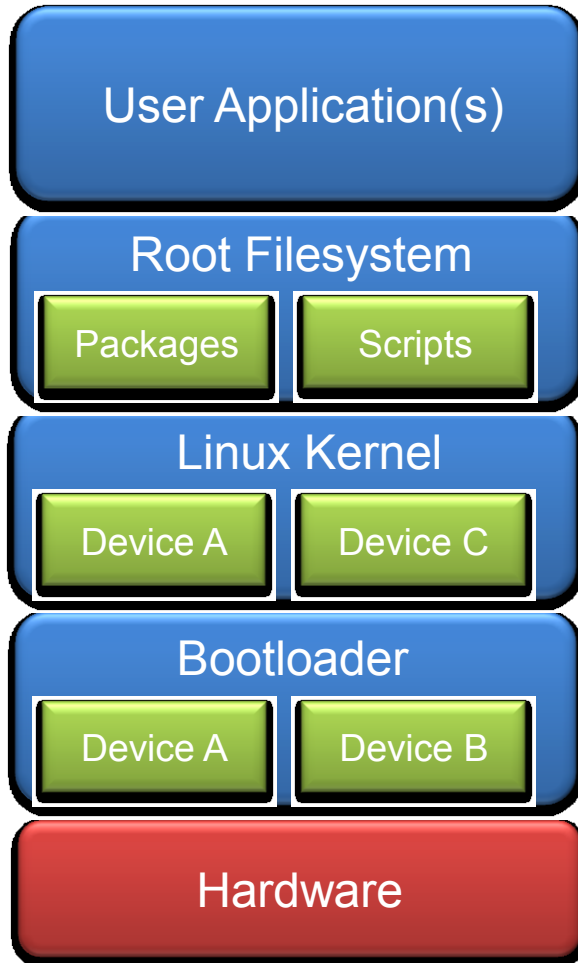 User Application(s)
Root Filesystem
Packages Scripts
Linux Kernel
Device A Device C
Bootloader
Device A Device B
Hardware